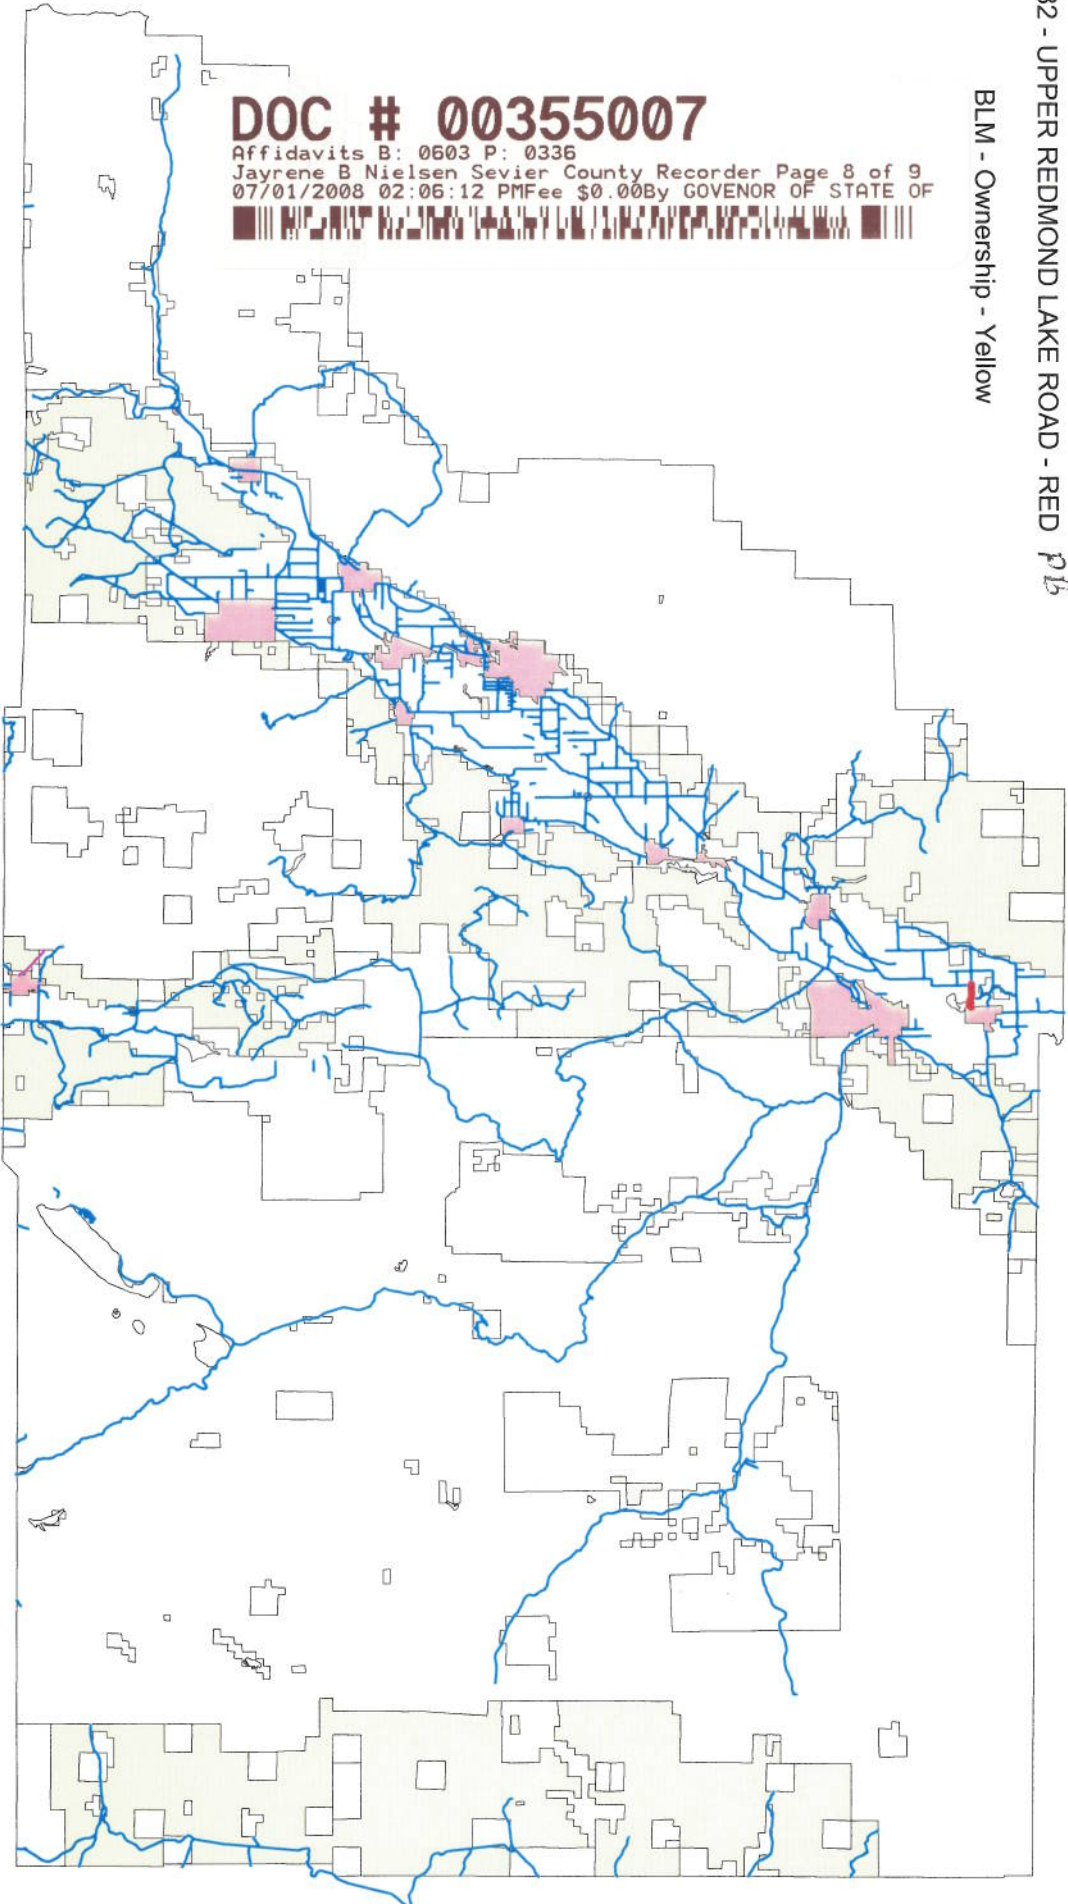 DOC # 00355007
Affidavits B: 0603 P: 0336
Jayrene B Nielsen Sevier County Recorder Page 8 of 9
07/01/2008 02:06:12 PMFee $0.00By GOVENOR OF STATE OF
32 - UPPER REDMOND LAKE ROAD - RED
BLM - Ownership - Yellow